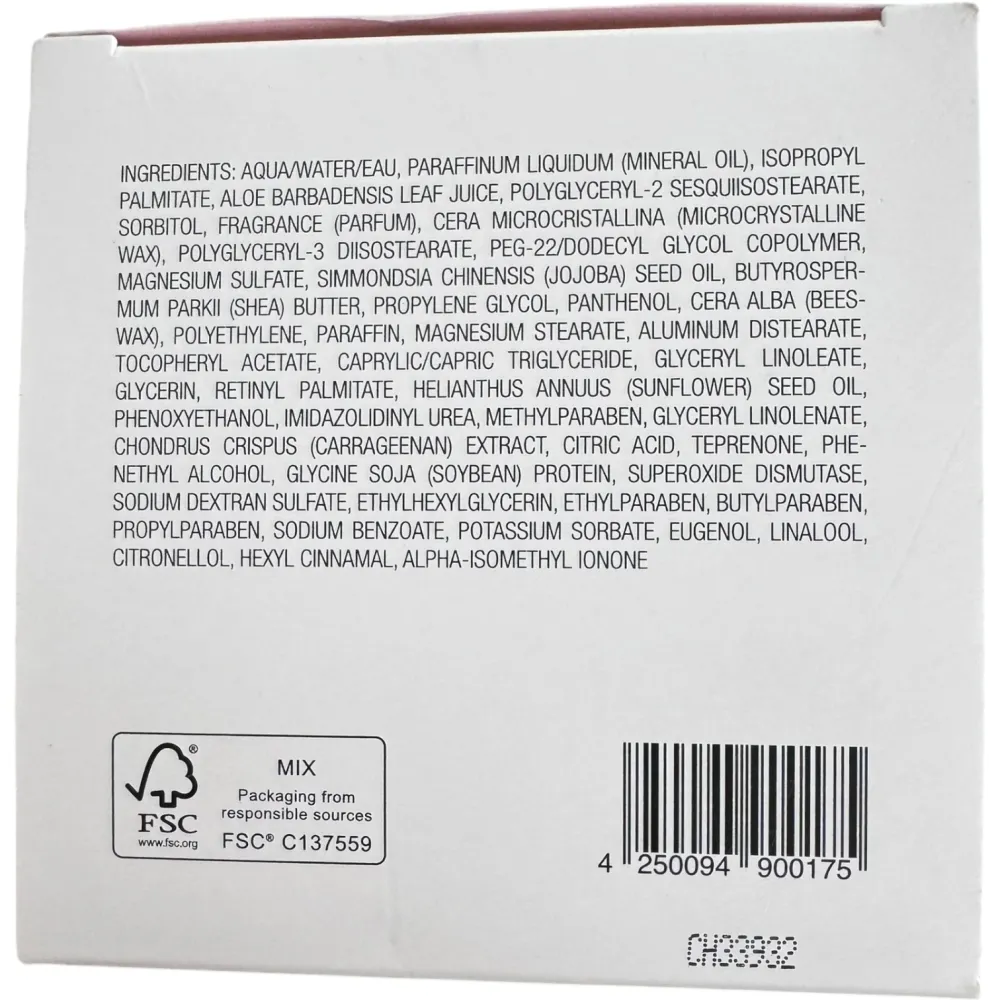 INGREDIENTS: AQUA/WATER/EAU, PARAFFINUM LIQUIDUM (MINERAL OIL), ISOPROPYL
PALMITATE, ALOE BARBADENSIS LEAF JUICE, POLYGLYCERYL-2 SESQUIISOSTEARATE,
SORBITOL, FRAGRANCE (PARFUM), CERA MICROCRISTALLINA (MICROCRYSTALLINE
WAX), POLYGLYCERYL-3 DIISOSTEARATE, PEG-22/DODECYL GLYCOL COPOLYMER,
MAGNESIUM SULFATE, SIMMONDSIA CHINENSIS (JOJOBA) SEED OIL, BUTYROSPER-
MUM PARKII (SHEA) BUTTER, PROPYLENE GLYCOL, PANTHENOL, CERA ALBA (BEES-
WAX), POLYETHYLENE, PARAFFIN, MAGNESIUM STEARATE, ALUMINUM DISTEARATE,
TOCOPHERYL ACETATE, CAPRYLIC/CAPRIC TRIGLYCERIDE, GLYCERYL LINOLEATE,
GLYCERIN, RETINYL PALMITATE, HELIANTHUS ANNUUS (SUNFLOWER) SEED OIL,
PHENOXYETHANOL, IMIDAZOLIDINYL UREA, METHYLPARABEN, GLYCERYL LINOLENATE,
CHONDRUS CRISPUS (CARRAGEENAN) EXTRACT, CITRIC ACID, TEPRENONE, PHE-
NETHYL ALCOHOL, GLYCINE SOJA (SOYBEAN) PROTEIN, SUPEROXIDE DISMUTASE,
SODIUM DEXTRAN SULFATE, ETHYLHEXYLGLYCERIN, ETHYLPARABEN, BUTYLPARABEN,
PROPYLPARABEN, SODIUM BENZOATE, POTASSIUM SORBATE, EUGENOL, LINALOOL,
CITRONELLOL, HEXYL CINNAMAL, ALPHA-ISOMETHYL IONONE
®
FSC
www.fsc.org
MIX
Packaging from
responsible sources
FSC® C137559
4 250094 900175
CH33932